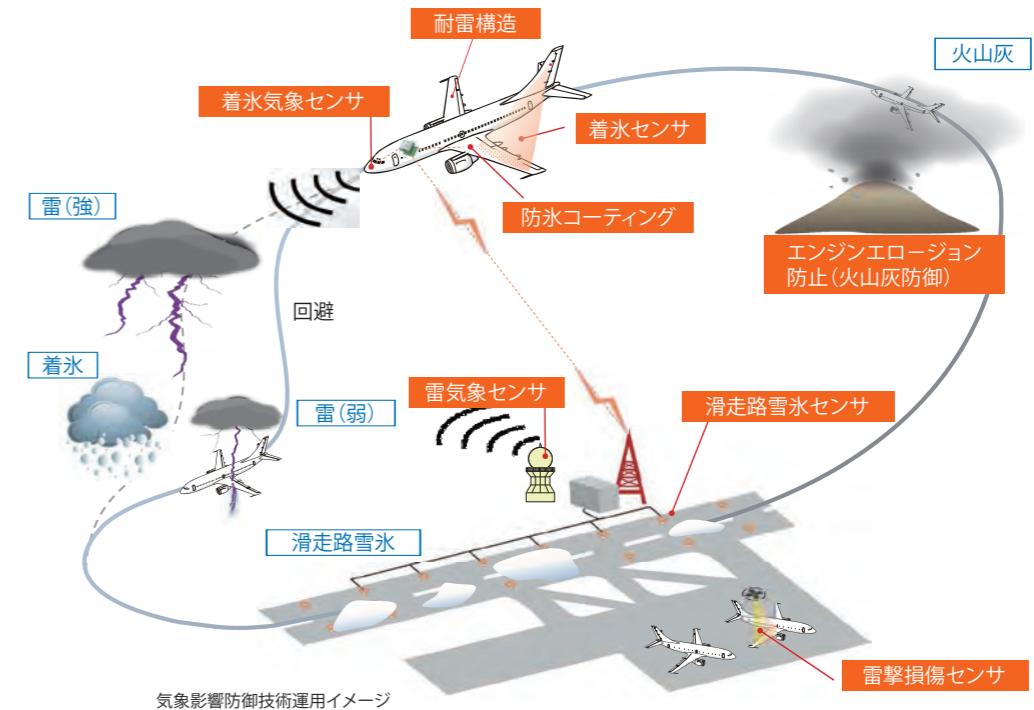 耐雷構造
火山灰
着氷気象センサ
着氷センサ
雷（強）
防氷コーティング
エンジンエロージョン
防止（火山灰防御）
回避
着氷
雷気象センサ
滑走路雪氷センサ
雷（弱）
滑走路雪氷
雷撃損傷センサ
気象影響防御技術運用イメージ